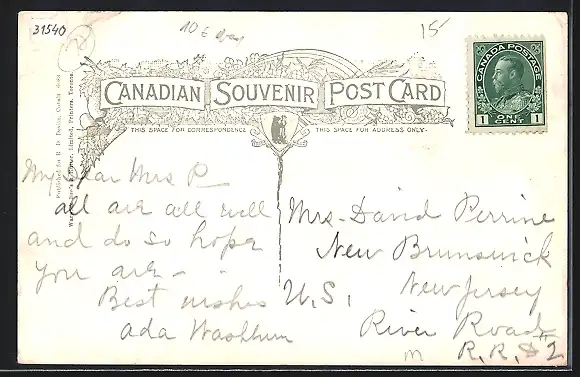 31540
10 £
15-
CANADA POSTAGE
1 ONE CENT 1
CANADIAN SOUVENIR POST CARD
THIS SPACE FOR CORRESPONDENCE THIS SPACE FOR ADDRESS ONLY.
My dear Mrs P
all are all well
and do so hope
you are -
Best wishes
Ada Washburn
Mrs. David Perrine
New Brunswick
New Jersey
U.S.
River Road
R.R. #2
m